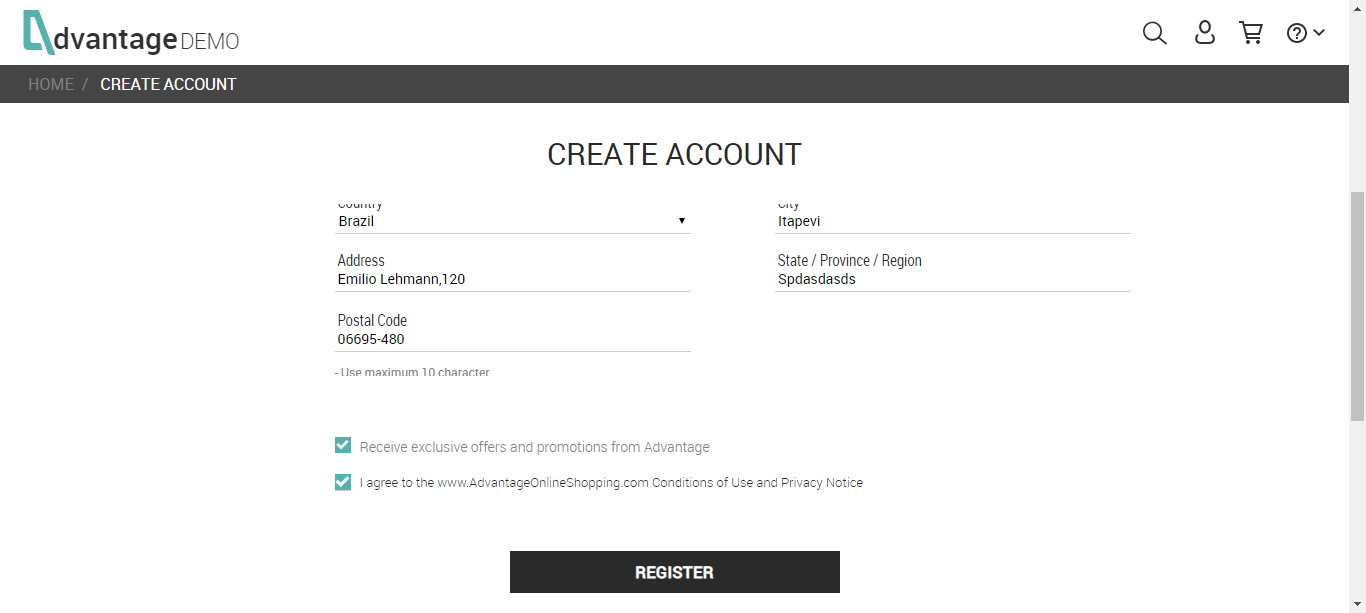 dvantage DEMO
HOME / CREATE ACCOUNT
CREATE ACCOUNT
Country
Brazil
City
Itapevi
Address
Emilio Lehmann,120
State / Province / Region
Spdasdasds
Postal Code
06695-480
- Use maximum 10 character
Receive exclusive offers and promotions from Advantage
I agree to the www.AdvantageOnlineShopping.com Conditions of Use and Privacy Notice
REGISTER